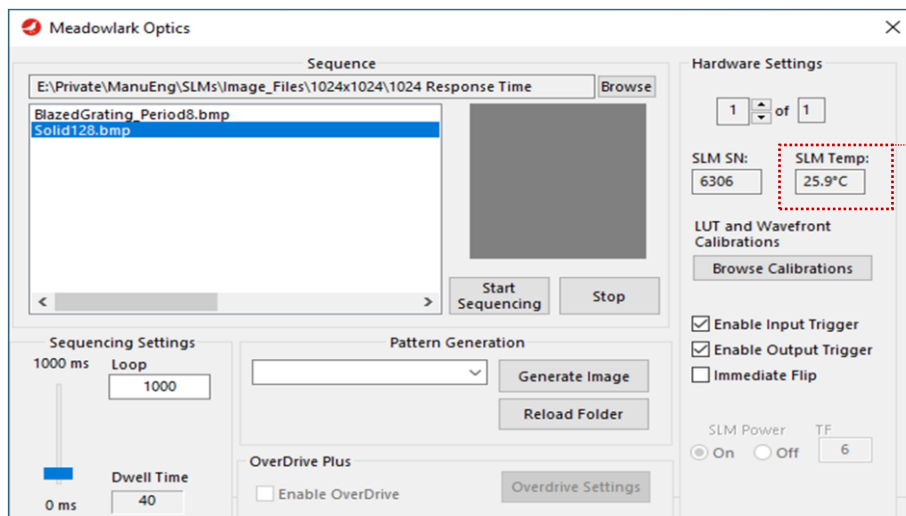 Meadowlark Optics
Sequence
E:\Private\ManuEng\SLMs\Image_Files\1024x1024\1024 Response Time
Browse
BlazedGrating_Period8.bmp
Solid128.bmp
Start
Sequencing
Stop
Hardware Settings
1 of 1
SLM SN:
6306
SLM Temp:
25.9°C
LUT and Wavefront
Calibrations
Browse Calibrations
Enable Input Trigger
Enable Output Trigger
Immediate Flip
SLM Power
On Off
TF
6
Sequencing Settings
1000 ms
Loop
1000
Dwell Time
0 ms
40
Pattern Generation
Generate Image
Reload Folder
OverDrive Plus
Enable OverDrive
Overdrive Settings